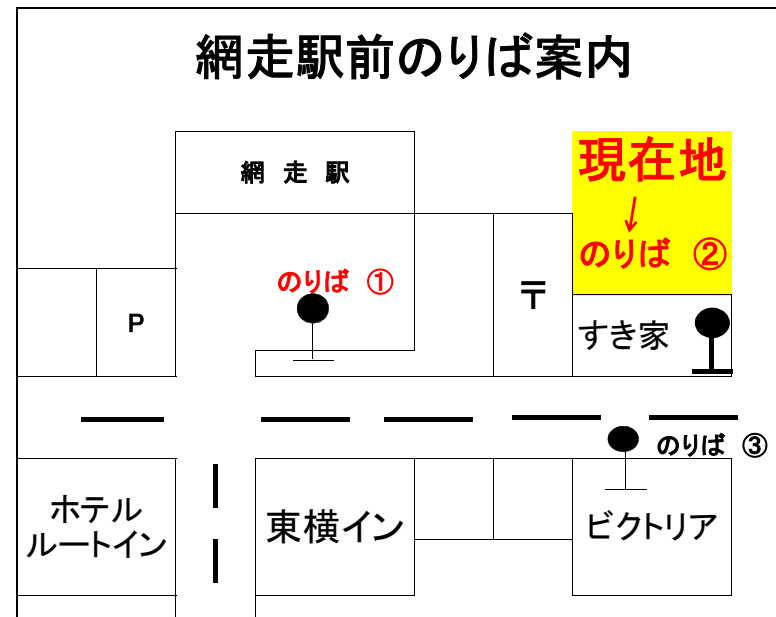 網走駅前のりば案内
網 走 駅
現在地
のりば ②
のりば ①
〒
P
すき家
のりば ③
ホテル
ルートイン
東横イン
ビクトリア